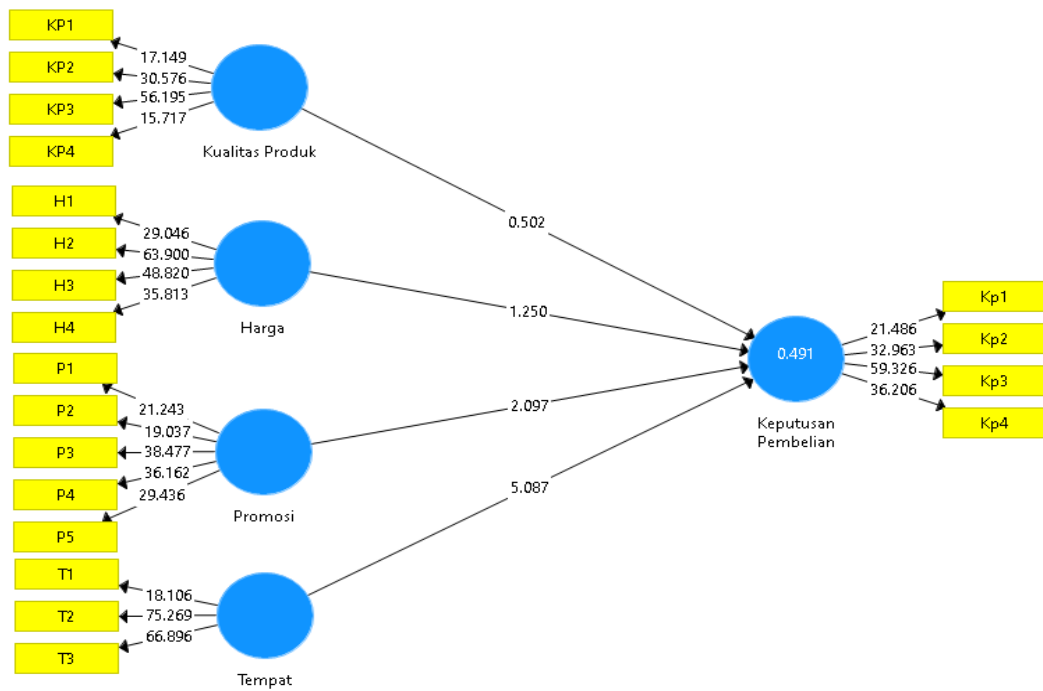 KP1
17.149
KP2
30.576
KP3
56.195
KP4
15.717
Kualitas Produk
H1
29.046
H2
63.900
H3
48.820
H4
35.813
Harga
P1
21.243
P2
19.037
P3
38.477
P4
36.162
P5
29.436
Promosi
T1
18.106
T2
75.269
T3
66.896
Tempat
0.502
1.250
2.097
5.087
0.491
Keputusan
Pembelian
21.486
32.963
59.326
36.206
Kp1
Kp2
Kp3
Kp4